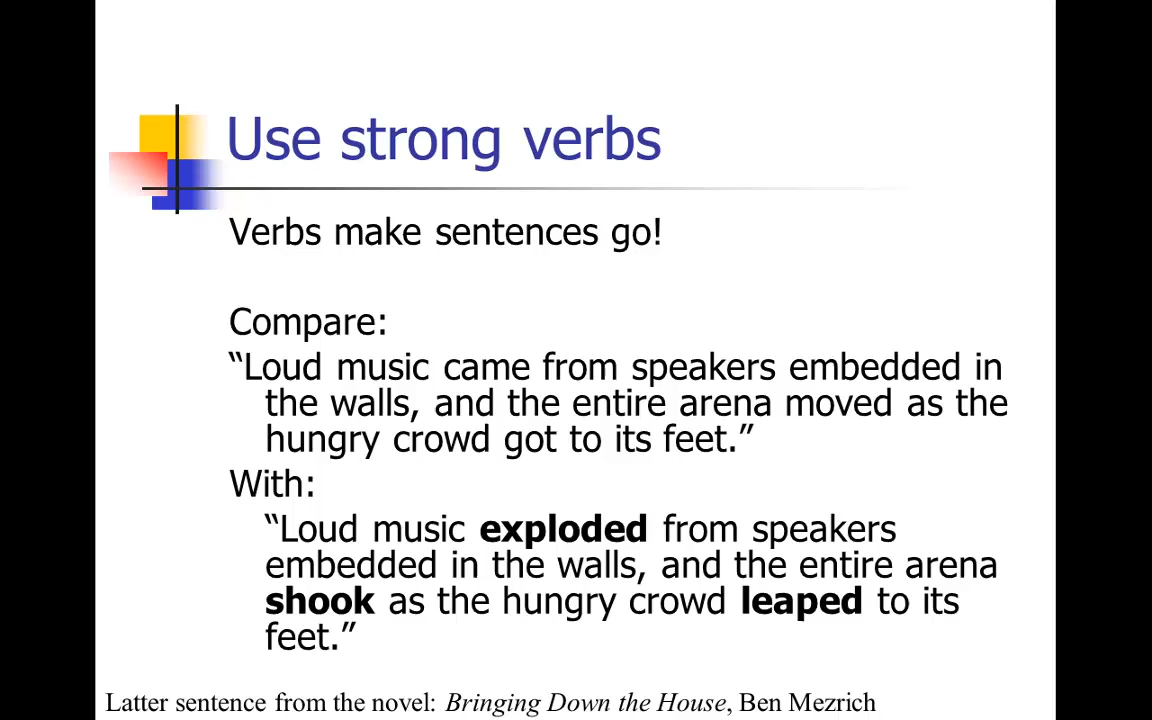 Use strong verbs
Verbs make sentences go!
Compare:
“Loud music came from speakers embedded in
the walls, and the entire arena moved as the
hungry crowd got to its feet.”
With:
“Loud music exploded from speakers
embedded in the walls, and the entire arena
shook as the hungry crowd leaped to its
feet.”
Latter sentence from the novel: Bringing Down the House, Ben Mezrich